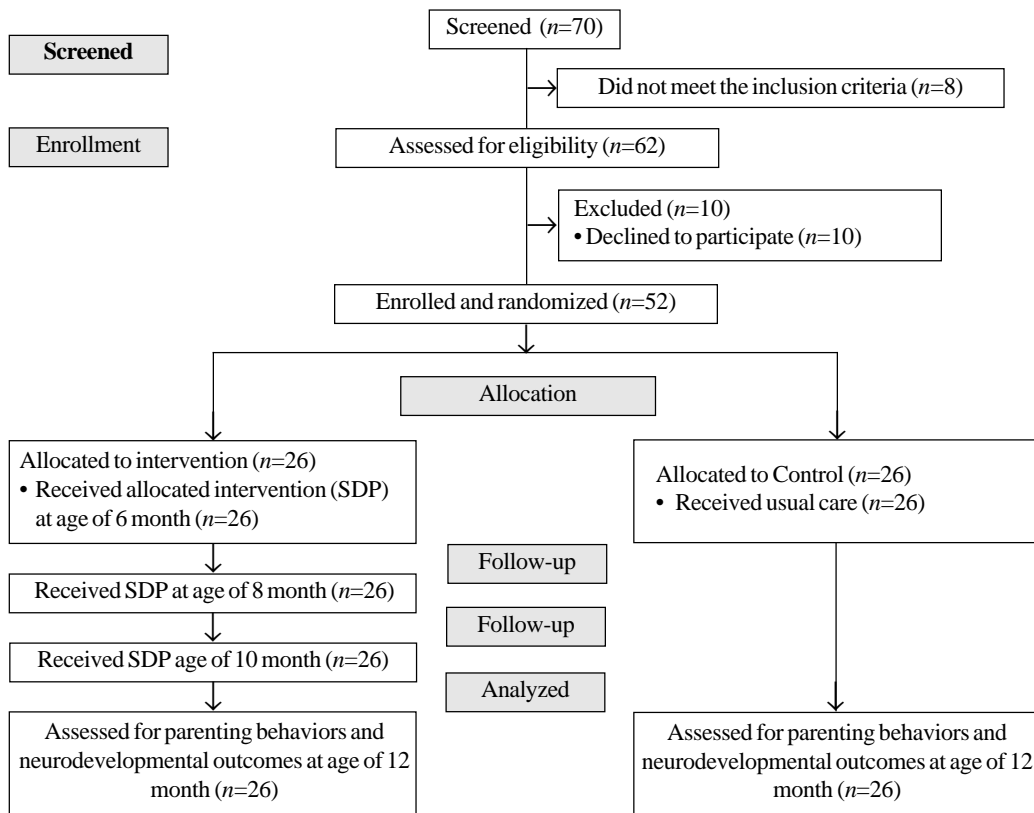 Screened (n=70)
Screened
Did not meet the inclusion criteria (n=8)
Enrollment
Assessed for eligibility (n=62)
Excluded (n=10)
• Declined to participate (n=10)
Enrolled and randomized (n=52)
Allocation
Allocated to intervention (n=26)
• Received allocated intervention (SDP)
at age of 6 month (n=26)
Allocated to Control (n=26)
• Received usual care (n=26)
Follow-up
Received SDP at age of 8 month (n=26)
Follow-up
Received SDP age of 10 month (n=26)
Analyzed
Assessed for parenting behaviors and
neurodevelopmental outcomes at age of 12
month (n=26)
Assessed for parenting behaviors and
neurodevelopmental outcomes at age of 12
month (n=26)